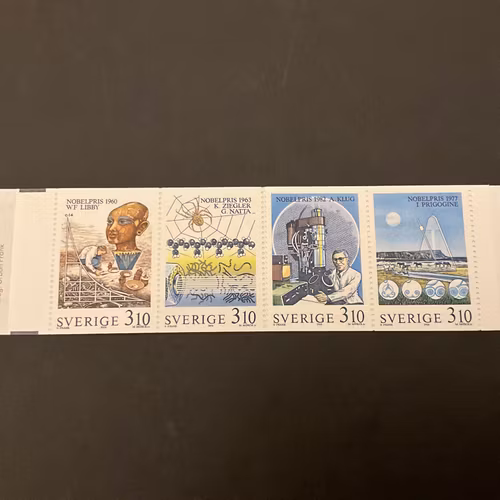 NOBELPRIS 1960
W.F. LIBBY
SVERIGE 3.10
NOBELPRIS 1963
K. ZIEGLER
G. NATTA
SVERIGE 3.10
NOBELPRIS 1982 A. KLUG
SVERIGE 3.10
NOBELPRIS 1977
I. PRIGOGINE
SVERIGE 3.10